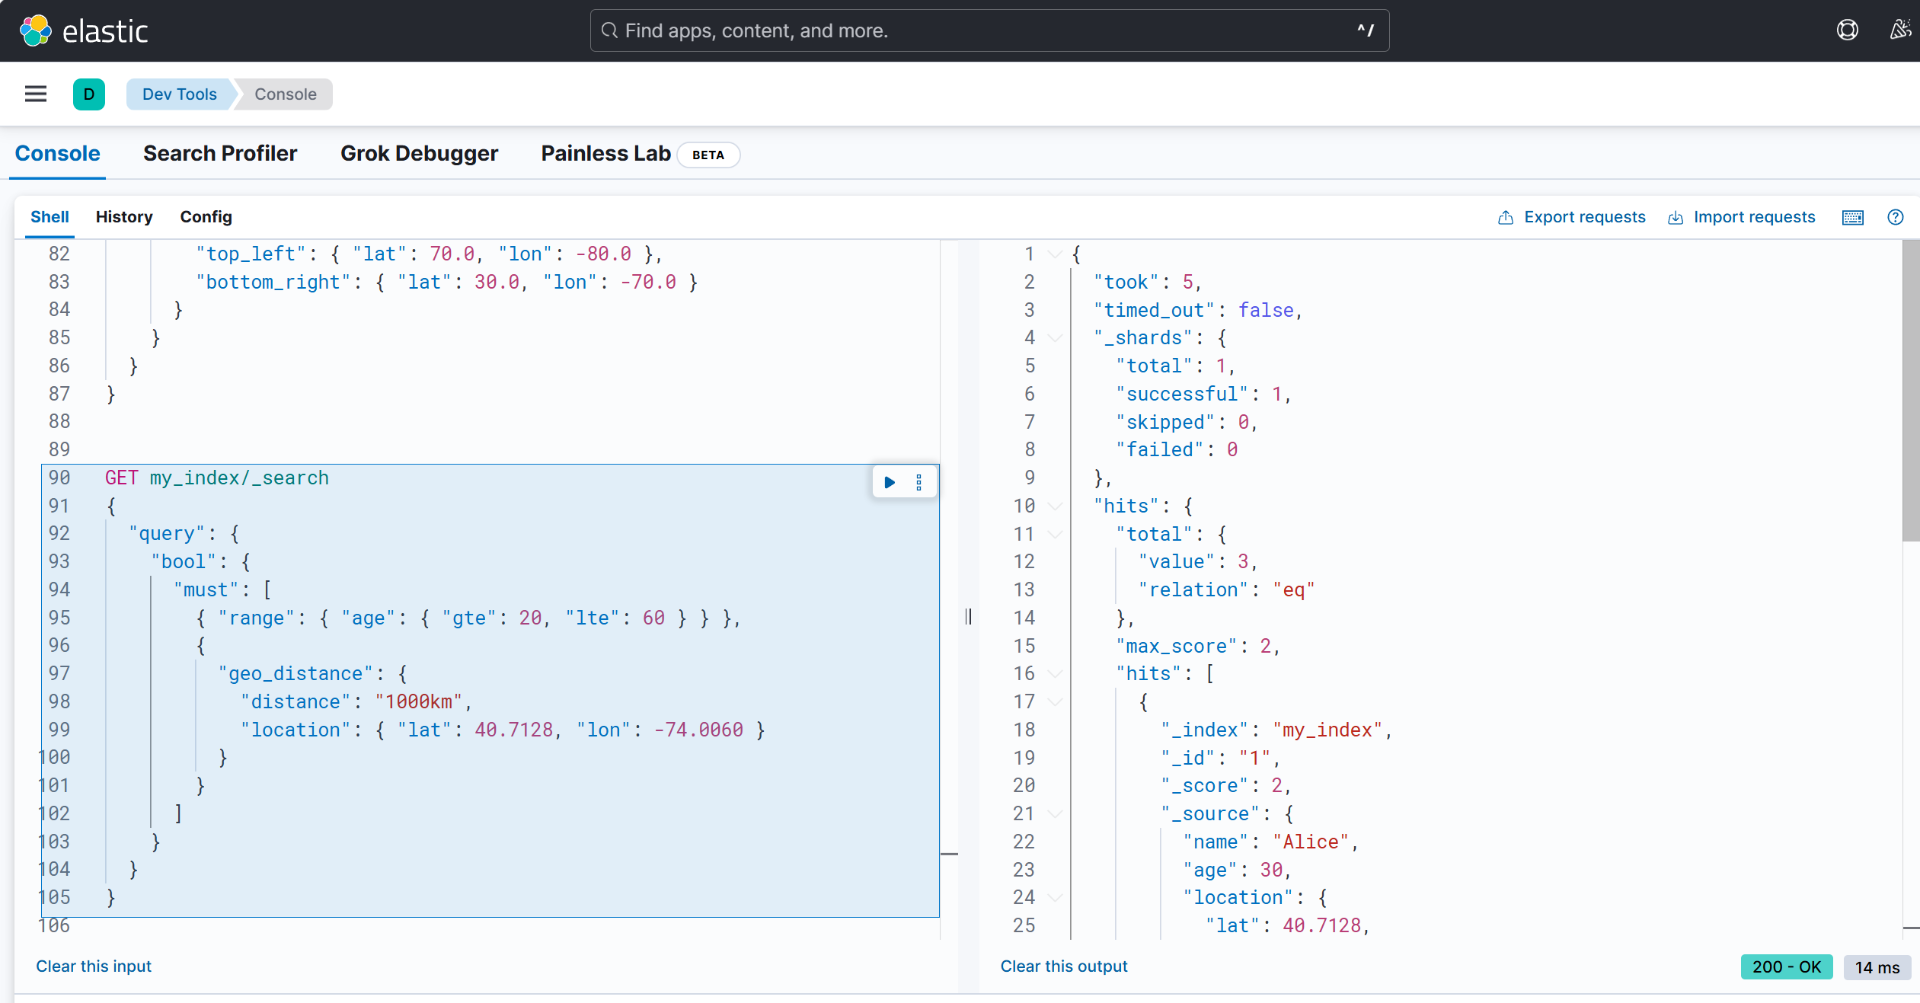 elastic
Find apps, content, and more.
^/
D
Dev Tools
Console
Console
Search Profiler
Grok Debugger
Painless Lab
BETA
Shell
History
Config
Export requests
Import requests
82 "top_left": { "lat": 70.0, "lon": -80.0 },
83 "bottom_right": { "lat": 30.0, "lon": -70.0 }
84 }
85 }
86 }
87 }
88
89
90 GET my_index/_search
91 {
92 "query": {
93 "bool": {
94 "must": [
95 { "range": { "age": { "gte": 20, "lte": 60 } } },
96 {
97 "geo_distance": {
98 "distance": "1000km",
99 "location": { "lat": 40.7128, "lon": -74.0060 }
100 }
101 }
102 ]
103 }
104 }
105 }
106
Clear this input
1 {
2 "took": 5,
3 "timed_out": false,
4 "_shards": {
5 "total": 1,
6 "successful": 1,
7 "skipped": 0,
8 "failed": 0
9 },
10 "hits": {
11 "total": {
12 "value": 3,
13 "relation": "eq"
14 },
15 "max_score": 2,
16 "hits": [
17 {
18 "_index": "my_index",
19 "_id": "1",
20 "_score": 2,
21 "_source": {
22 "name": "Alice",
23 "age": 30,
24 "location": {
25 "lat": 40.7128,
Clear this output
200 - OK
14 ms